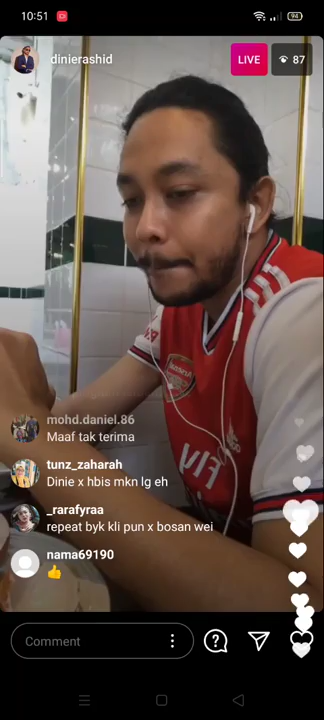 10:51
94
dinierashid
LIVE
87
mohd.daniel.86
Maaf tak terima
tunz_zaharah
Dinie x hbis mkn lg eh
_rarafyraa
repeat byk kli pun x bosan wei
nama69190
👍
Comment